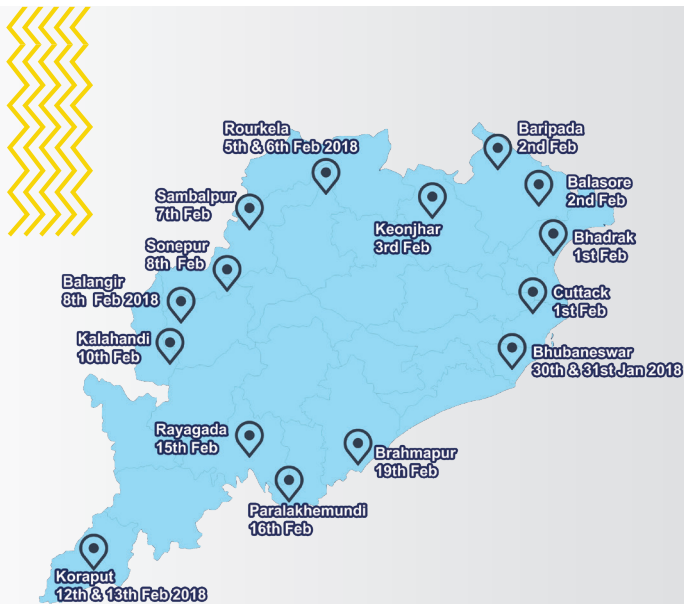 Rourkela
5th & 6th Feb 2018
Baripada
2nd Feb
Balasore
2nd Feb
Sambalpur
7th Feb
Keonjhar
3rd Feb
Bhadrak
1st Feb
Sonepur
8th Feb
Balangir
8th Feb 2018
Cuttack
1st Feb
Kalahandi
10th Feb
Bhubaneswar
30th & 31st Jan 2018
Rayagada
15th Feb
Brahmapur
19th Feb
Paralakhemundi
16th Feb
Koraput
12th & 13th Feb 2018